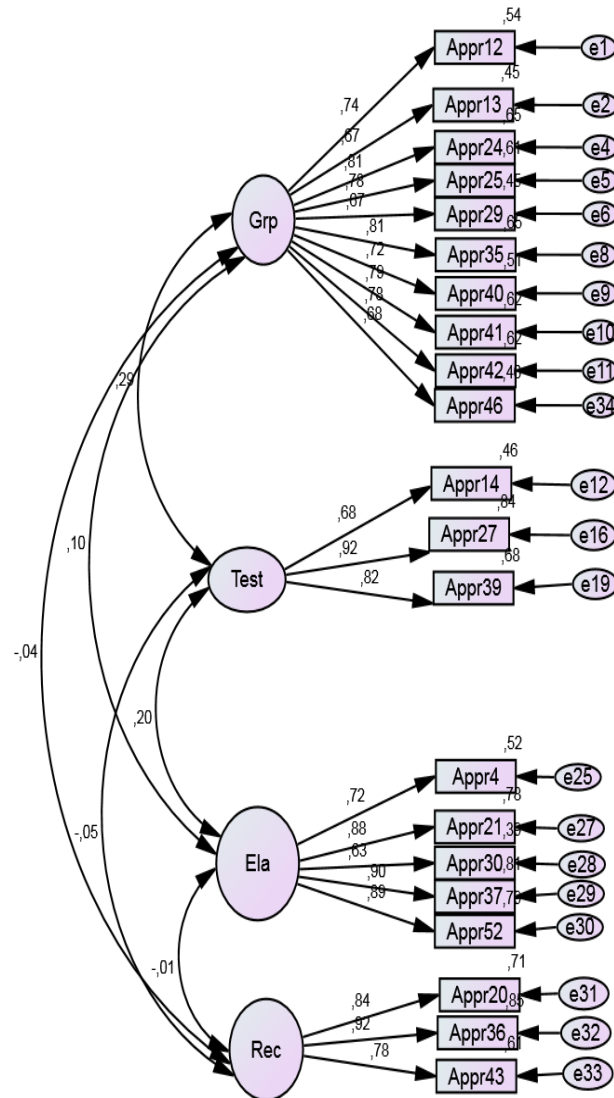 ,54
Appr12 e1
,45
,74
Appr13 e2
,67
,65
,81
Appr24 e4
,61
,78
Appr25 e5
,45
,67
Appr29 e6
Grp
,65
,81
Appr35 e8
,51
,72
Appr40 e9
,79
,62
,78
Appr41 e10
,68
,62
Appr42 e11
,29
,46
Appr46 e34
,46
Appr14 e12
,84
,68
Appr27 e16
,10
,92
,68
Test
,82
Appr39 e19
-,04
,20
,52
Appr4 e25
,72
,78
Appr21 e27
-,05
,88
,39
,63
Appr30 e28
Ela
,81
,90
Appr37 e29
,89
,79
Appr52 e30
-,01
,71
Appr20 e31
,84
,85
,92
Appr36 e32
Rec
,61
,78
Appr43 e33